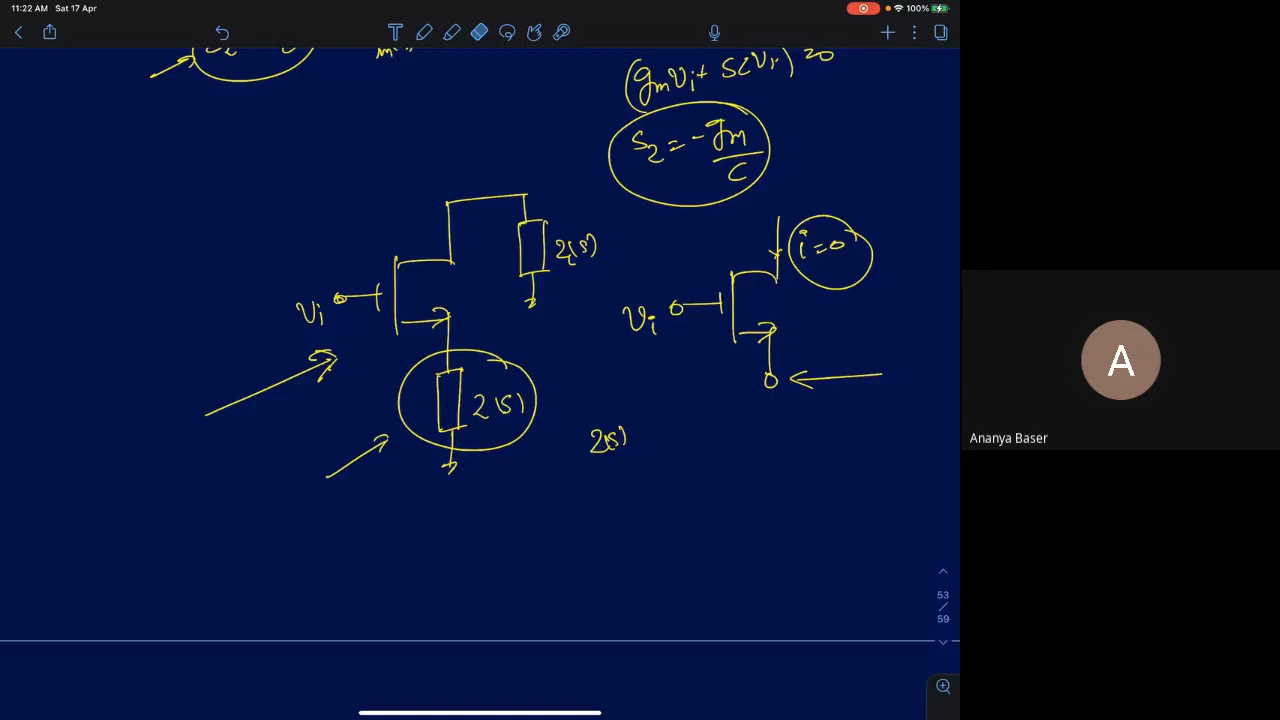 11:22 AM Sat 17 Apr
100%
(gₘvᵢ + SCVᵢ) = 0
S₂ = -gₘ/C
Z₁(s)
i = 0
Vᵢ
Vᵢ
Z(s)
Z(s)
A
Ananya Baser
53
/
59